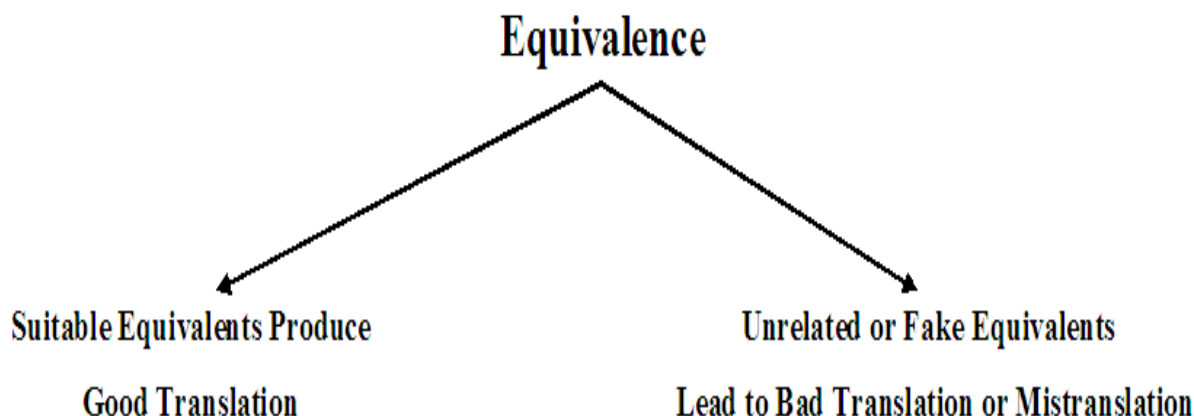 Equivalence
Suitable Equivalents Produce
Good Translation
Unrelated or Fake Equivalents
Lead to Bad Translation or Mistranslation